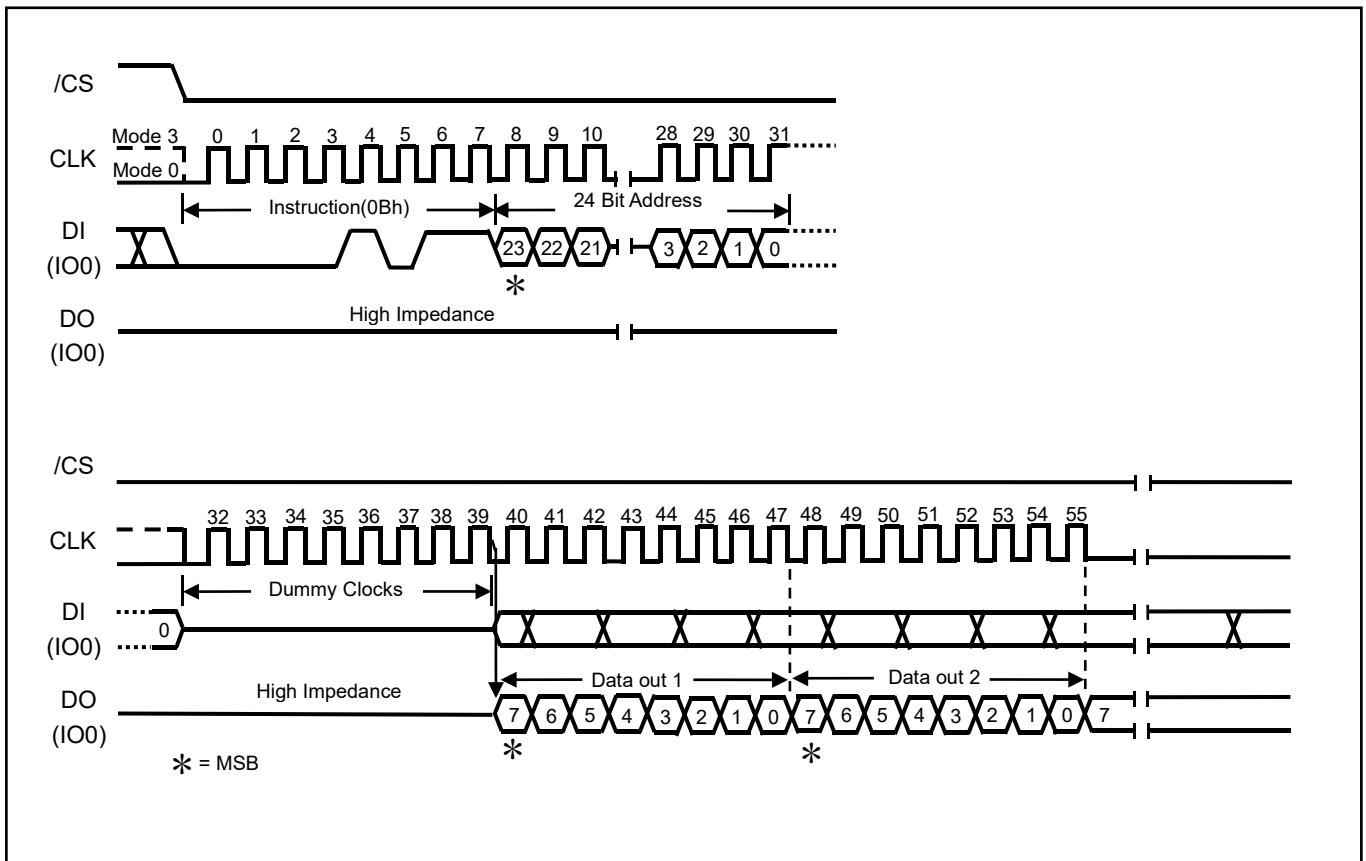 /CS
Mode 3 0 1 2 3 4 5 6 7 8 9 10 28 29 30 31
CLK
Mode 0
Instruction(0Bh) 24 Bit Address
DI
(IO0)
23 22 21 3 2 1 0
*
High Impedance
DO
(IO0)
/CS
32 33 34 35 36 37 38 39 40 41 42 43 44 45 46 47 48 49 50 51 52 53 54 55
CLK
Dummy Clocks
DI
(IO0)
0
Data out 1 Data out 2
High Impedance
DO
(IO0)
7 6 5 4 3 2 1 0 7 6 5 4 3 2 1 0 7
* *
* = MSB